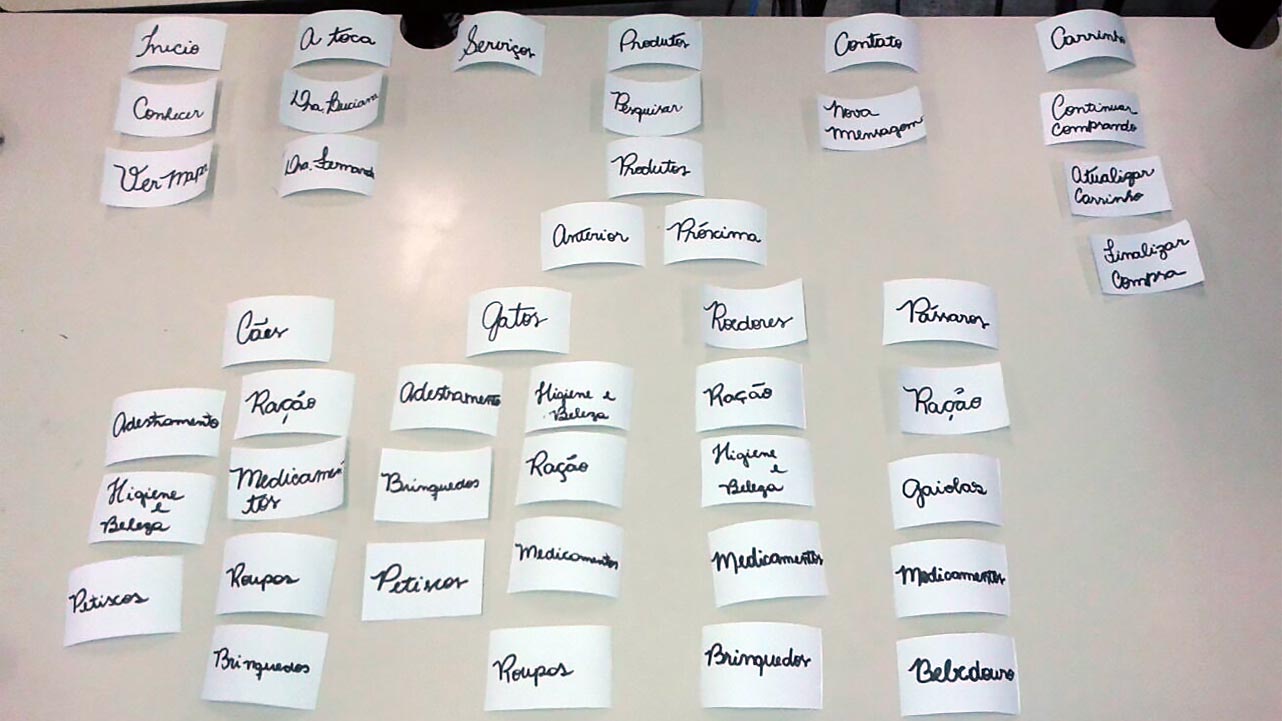 Início
A toca
Serviços
Produtos
Contato
Carrinho
Conhecer
Dra. Luciana
Pesquisar
Nova
mensagem
Continuar
comprando
Ver mapa
Dra. Fernanda
Produtos
Atualizar
Carrinho
Anterior
Próxima
Finalizar
Compra
Cães
Gatos
Roedores
Pássaros
Adestramento
Ração
Adestramento
Higiene e
Beleza
Ração
Ração
Higiene
e
Beleza
Medicamen
tos
Brinquedos
Ração
Higiene
e
Beleza
Gaiolas
Petiscos
Roupas
Petiscos
Medicamentos
Medicamentos
Medicamentos
Brinquedos
Roupas
Brinquedos
Bebedouro